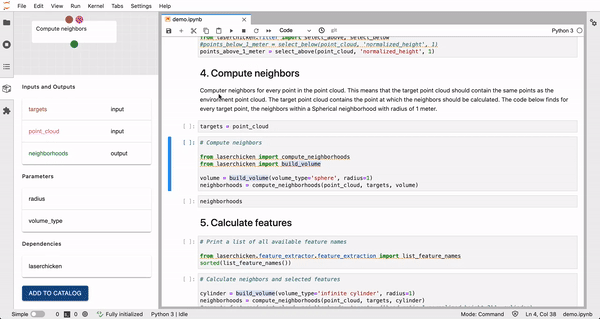 File Edit View Run Kernel Tabs Settings Help
Compute neighbors
Inputs and Outputs
targets input
point_cloud input
neighborhoods output
Parameters
radius
volume_type
Dependencies
laserchicken
ADD TO CATALOG
demo.ipynb
Code
Python 3
from laserchicken.filter import select_above, select_below
#points_below_1_meter = select_below(point_cloud, 'normalized_height', 1)
points_above_1_meter = select_above(point_cloud, 'normalized_height', 1)
4. Compute neighbors
Computer neighbors for every point in the point cloud. This means that the target point cloud should contain the same points as the
environment point cloud. The target point cloud contains the point at which the neighbors should be calculated. The code below finds for
every target point, the neighbors within a Spherical neighborhood with radius of 1 meter.
[ ]: targets = point_cloud
[ ]: # Compute neighbors
from laserchicken import compute_neighborhoods
from laserchicken import build_volume
volume = build_volume(volume_type='sphere', radius=1)
neighborhoods = compute_neighborhoods(point_cloud, targets, volume)
[ ]: neighborhoods
5. Calculate features
[ ]: # Print a list of all available feature names
from laserchicken.feature_extractor.feature_extraction import list_feature_names
sorted(list_feature_names())
[ ]: # Calculate neighbors and selected features
cylinder = build_volume(volume_type='infinite cylinder', radius=1)
neighborhoods = compute_neighborhoods(point_cloud, targets, cylinder)
Simple 0 1 Fully initialized Python 3 | Idle Mode: Command Ln 4, Col 38 demo.ipynb